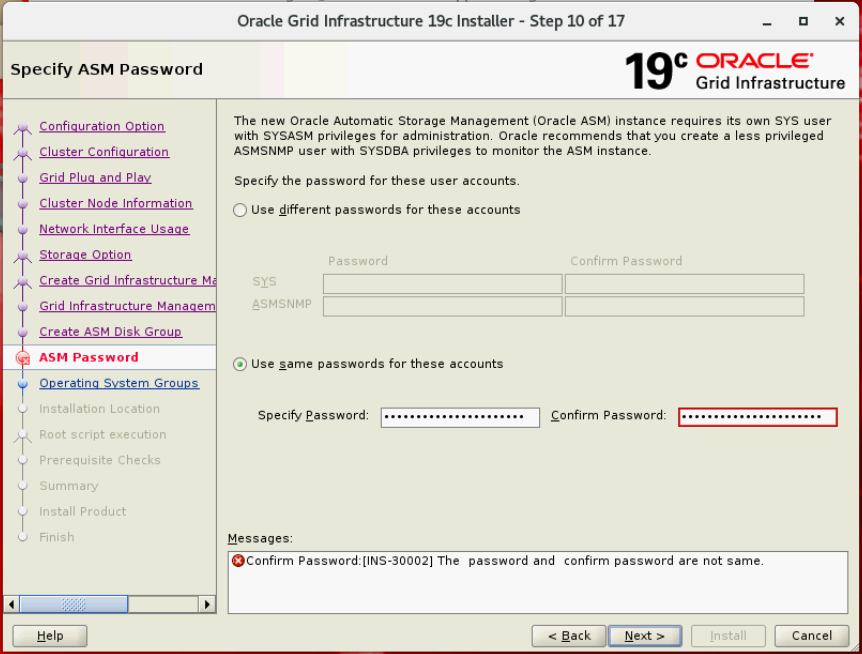 Oracle Grid Infrastructure 19c Installer - Step 10 of 17
Specify ASM Password
19c ORACLE
Grid Infrastructure
Configuration Option
Cluster Configuration
Grid Plug and Play
Cluster Node Information
Network Interface Usage
Storage Option
Create Grid Infrastructure Ma
Grid Infrastructure Managem
Create ASM Disk Group
ASM Password
Operating System Groups
Installation Location
Root script execution
Prerequisite Checks
Summary
Install Product
Finish
The new Oracle Automatic Storage Management (Oracle ASM) instance requires its own SYS user
with SYSASM privileges for administration. Oracle recommends that you create a less privileged
ASMSNMP user with SYSDBA privileges to monitor the ASM instance.
Specify the password for these user accounts.
Use different passwords for these accounts
Password Confirm Password
SYS
ASMSNMP
Use same passwords for these accounts
Specify Password: Confirm Password:
Messages:
Confirm Password:[INS-30002] The password and confirm password are not same.
Help < Back Next > Install Cancel